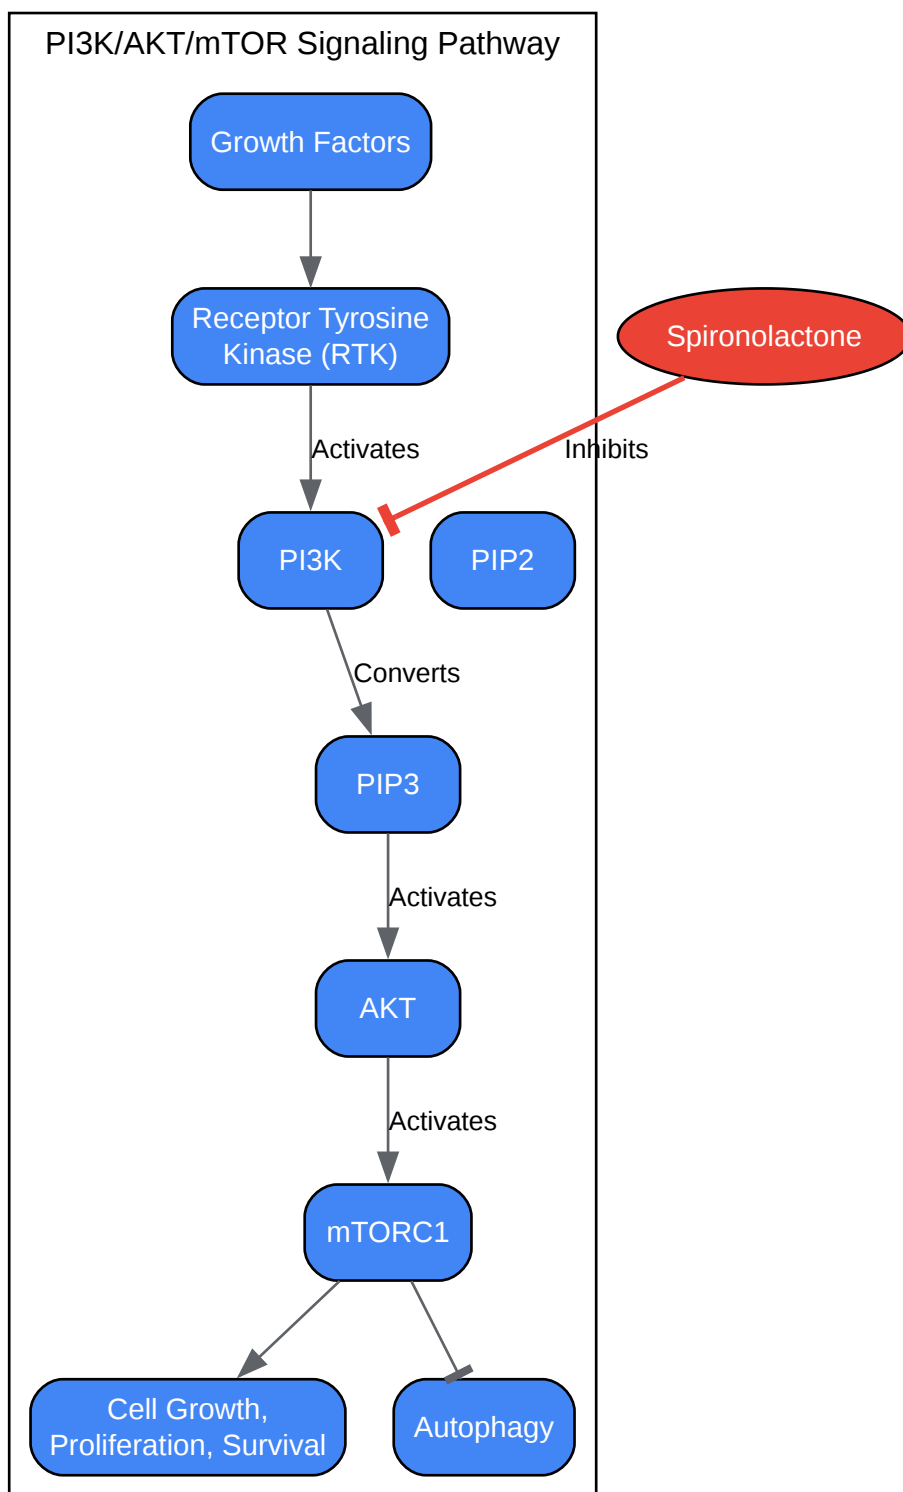 PI3K/AKT/mTOR Signaling Pathway
Growth Factors
Receptor Tyrosine
Kinase (RTK)
Spironolactone
Activates
Inhibits
PI3K
PIP2
Converts
PIP3
Activates
AKT
Activates
mTORC1
Cell Growth,
Proliferation, Survival
Autophagy